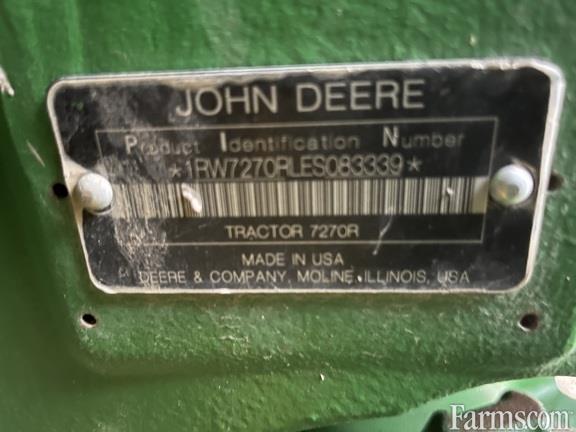 JOHN DEERE
Product Identification Number
*1RW7270RLES083339*
TRACTOR 7270R
MADE IN USA
DEERE & COMPANY, MOLINE, ILLINOIS, USA
Farms.com